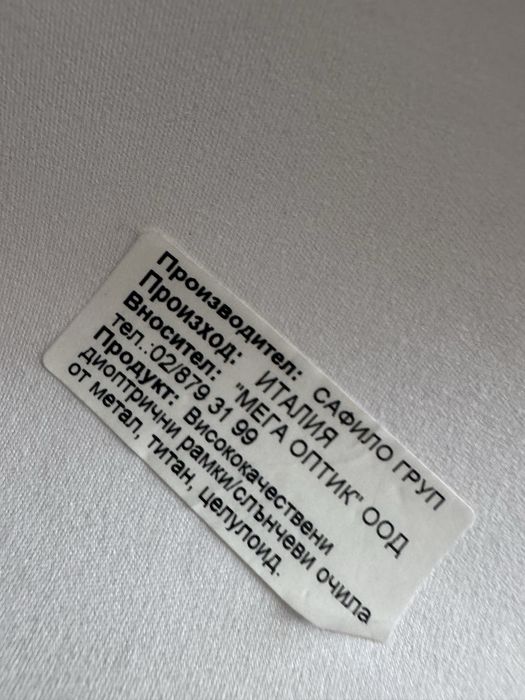 Производител: САФИЛО ГРУП
Произход: ИТАЛИЯ
Вносител: "МЕГА ОПТИК" ООД
тел.:02/879 31 99
Продукт: Висококачествени
диоптрични рамки/слънчеви очила
от метал, титан, целулоид.